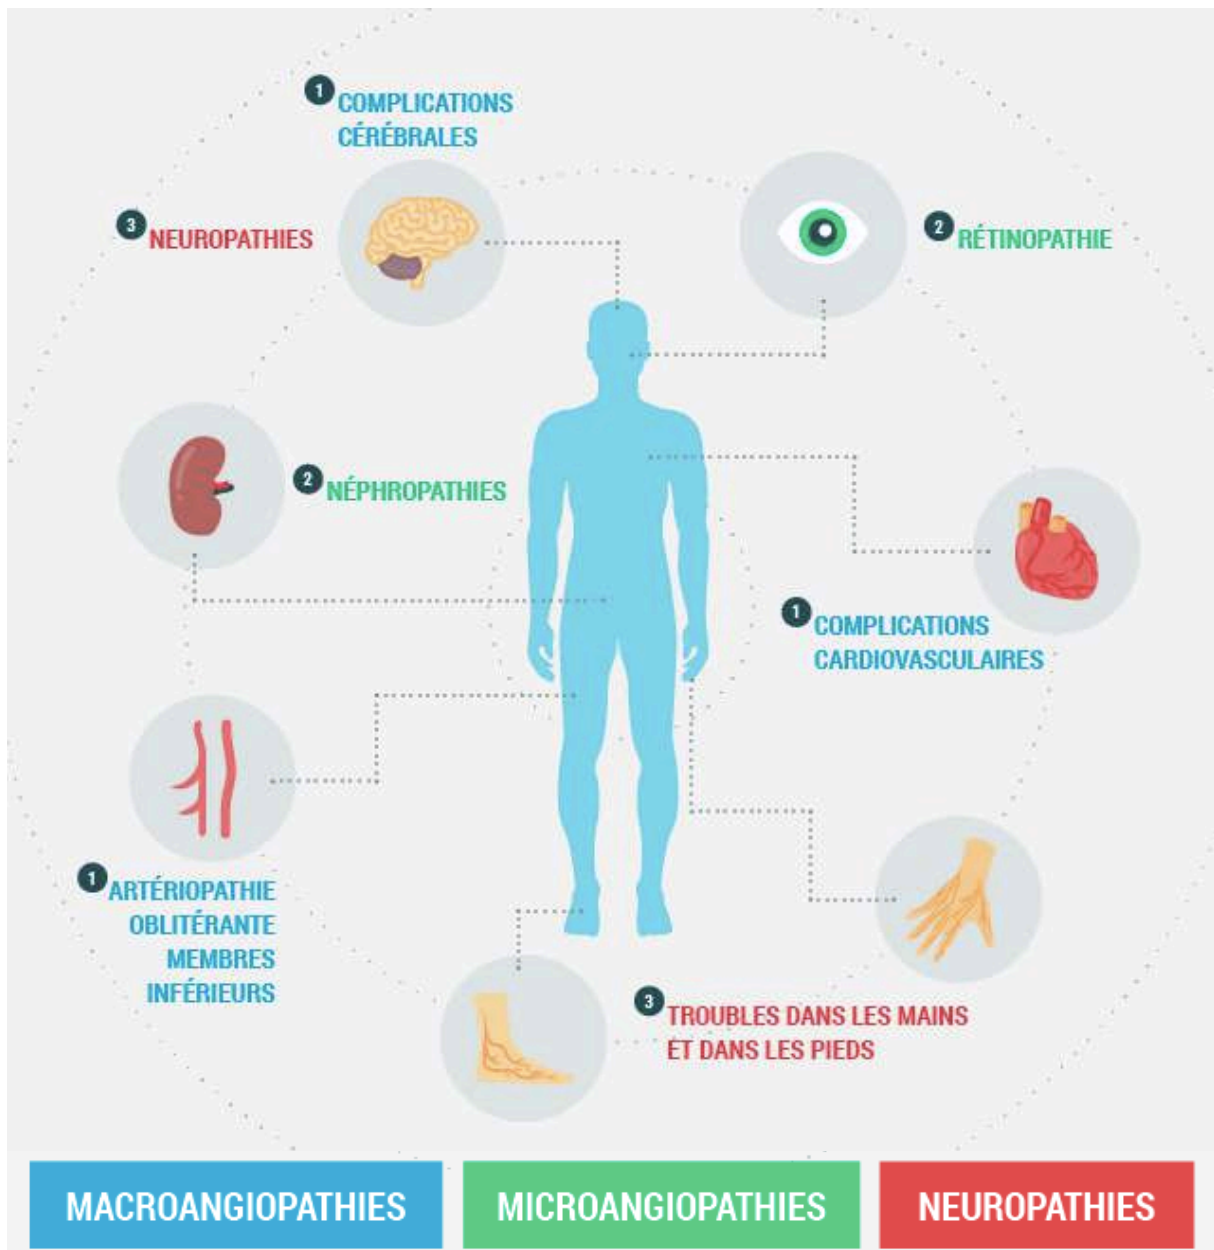 1
COMPLICATIONS
CÉRÉBRALES
3
NEUROPATHIES
2
RÉTINOPATHIE
2
NÉPHROPATHIES
1
COMPLICATIONS
CARDIOVASCULAIRES
1
ARTÉRIOPATHIE
OBLITÉRANTE
MEMBRES
INFÉRIEURS
3
TROUBLES DANS LES MAINS
ET DANS LES PIEDS
MACROANGIOPATHIES
MICROANGIOPATHIES
NEUROPATHIES